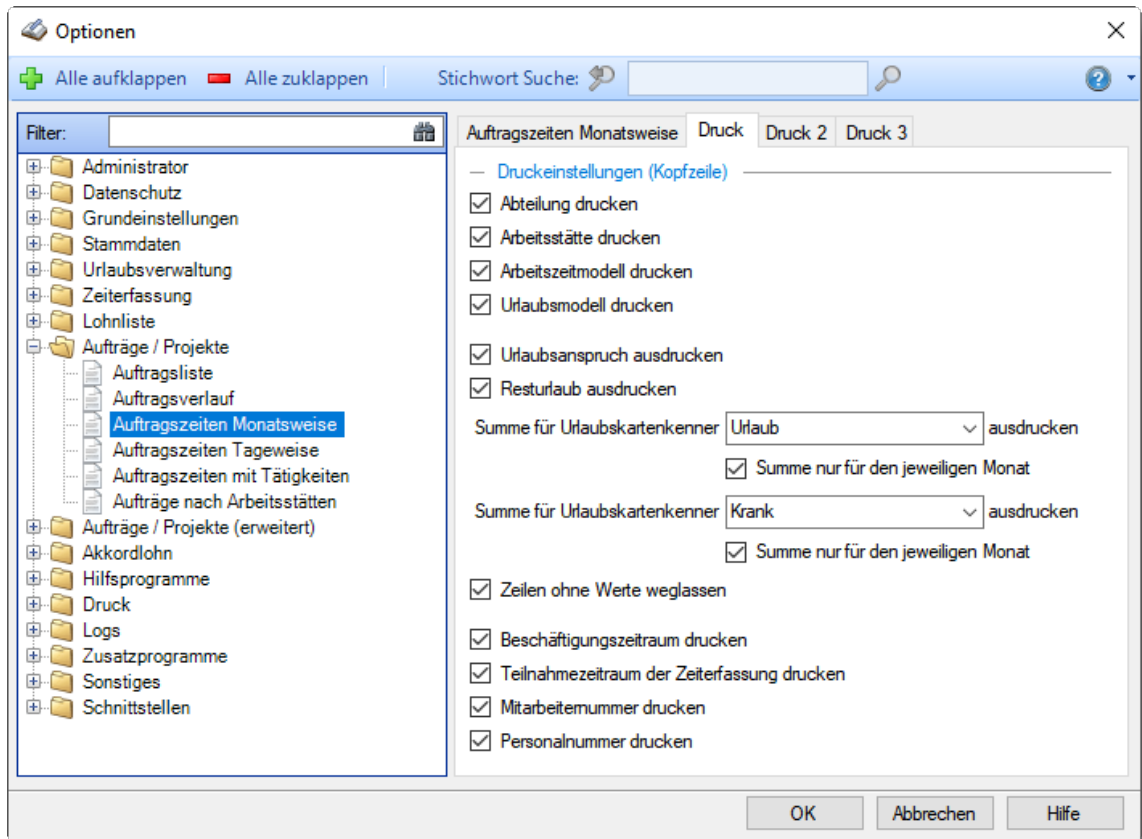 Optionen
Alle aufklappen Alle zuklappen Stichwort Suche:
Filter:
Administrator
Datenschutz
Grundeinstellungen
Stammdaten
Urlaubsverwaltung
Zeiterfassung
Lohnliste
Aufträge / Projekte
Auftragsliste
Auftragsverlauf
Auftragszeiten Monatsweise
Auftragszeiten Tageweise
Auftragszeiten mit Tätigkeiten
Aufträge nach Arbeitsstätten
Aufträge / Projekte (erweitert)
Akkordlohn
Hilfsprogramme
Druck
Logs
Zusatzprogramme
Sonstiges
Schnittstellen
Auftragszeiten Monatsweise Druck Druck 2 Druck 3
Druckeinstellungen (Kopfzeile)
Abteilung drucken
Arbeitsstätte drucken
Arbeitszeitmodell drucken
Urlaubsmodell drucken
Urlaubsanspruch ausdrucken
Resturlaub ausdrucken
Summe für Urlaubskartenkenner Urlaub ausdrucken
Summe nur für den jeweiligen Monat
Summe für Urlaubskartenkenner Krank ausdrucken
Summe nur für den jeweiligen Monat
Zeilen ohne Werte weglassen
Beschäftigungszeitraum drucken
Teilnahmezeitraum der Zeiterfassung drucken
Mitarbeiternummer drucken
Personalnummer drucken
OK Abbrechen Hilfe